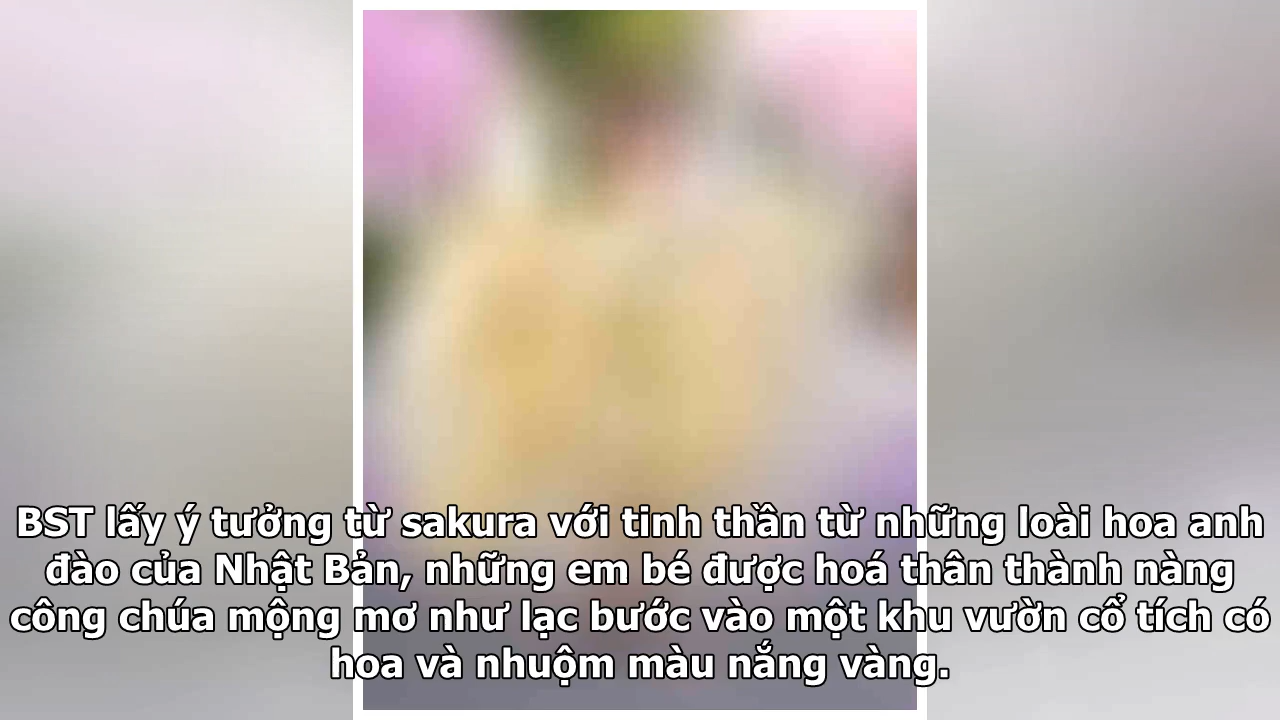 BST lấy ý tưởng từ sakura với tinh thần từ những loài hoa anh
đào của Nhật Bản, những em bé được hoá thân thành nàng
công chúa mộng mơ như lạc bước vào một khu vườn cổ tích có
hoa và nhuộm màu nắng vàng.